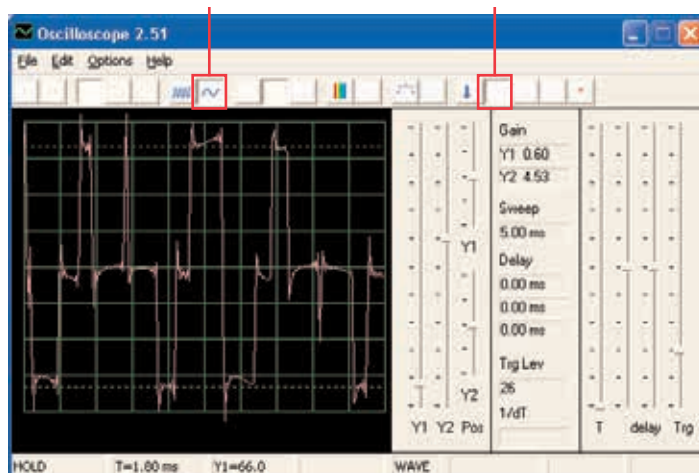 Oscilloscope 2.51
File Edit Options Help
Gain
Y1 0.60
Y2 4.53
Sweep
5.00 ms
Delay
0.00 ms
0.00 ms
0.00 ms
Trg Lev
26
1/dT
Y1
Y2
Y1 Y2 Pos
T delay Trg
HOLD T=1.80 ms Y1=66.0 WAVE